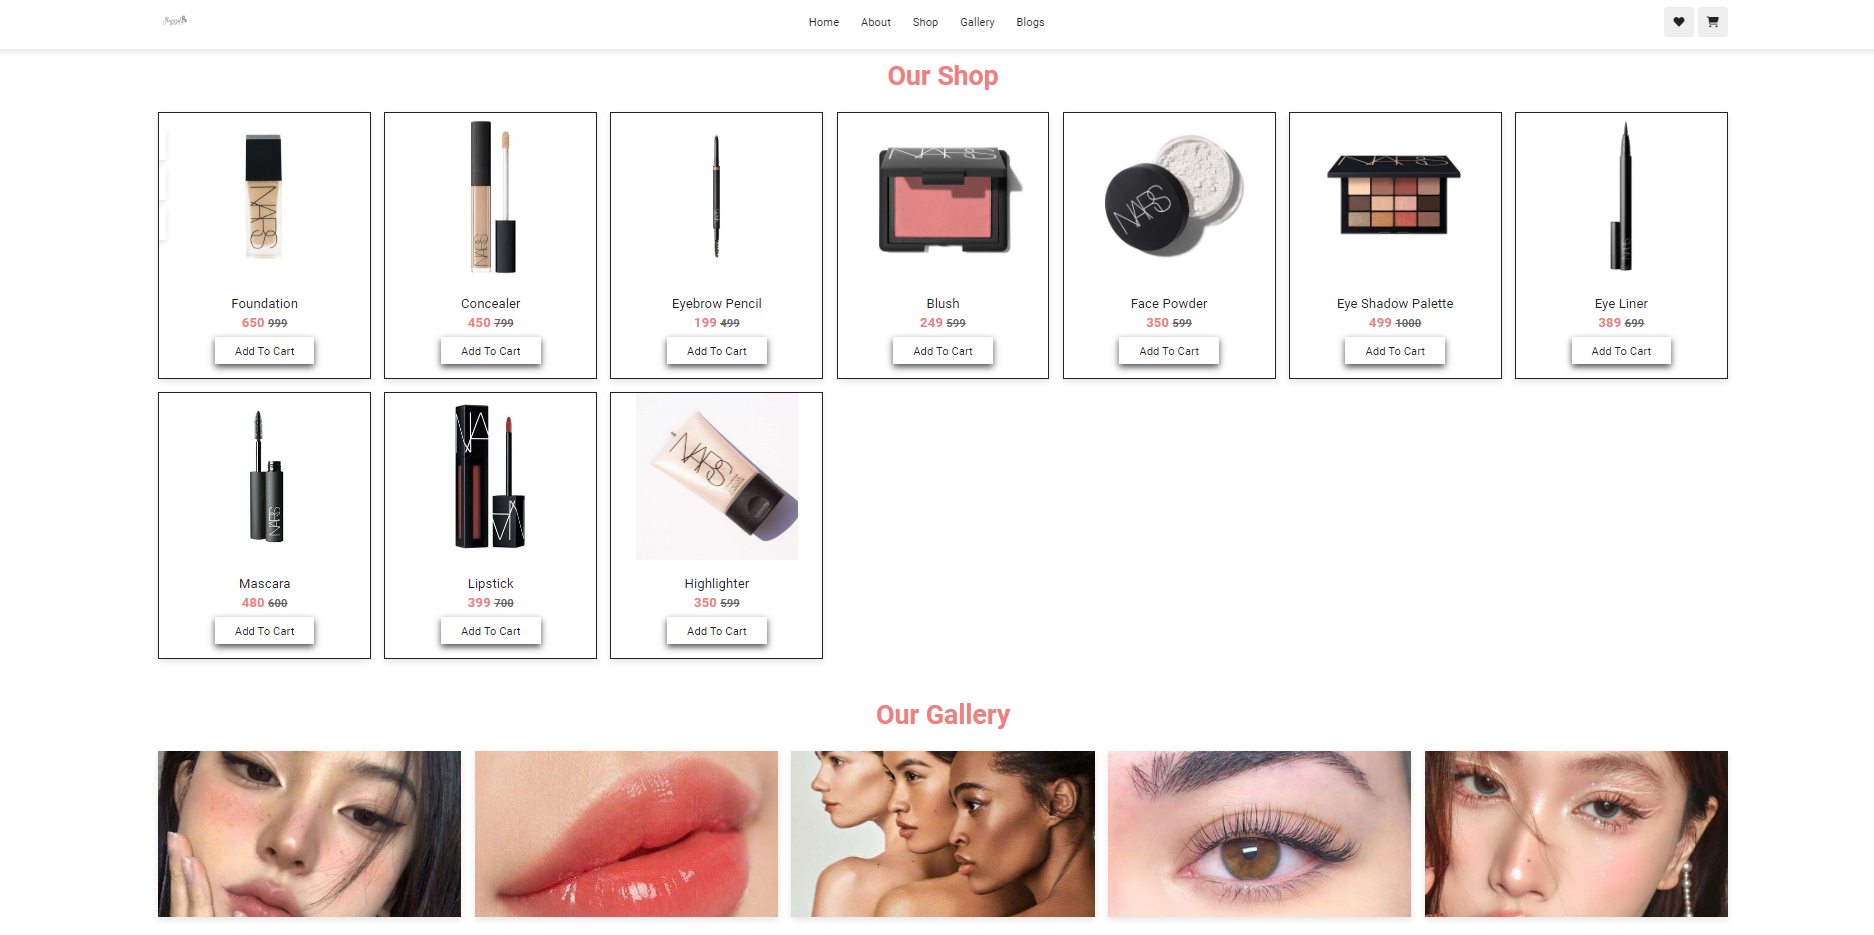 Home About Shop Gallery Blogs
Our Shop
NARS
NARS
NARS
NARS
NARS
Foundation
650 999
Add To Cart
Concealer
450 799
Add To Cart
Eyebrow Pencil
199 499
Add To Cart
Blush
249 599
Add To Cart
Face Powder
350 599
Add To Cart
Eye Shadow Palette
499 1000
Add To Cart
Eye Liner
389 699
Add To Cart
NARS
NARS
Mascara
480 600
Add To Cart
Lipstick
399 700
Add To Cart
Highlighter
350 599
Add To Cart
Our Gallery